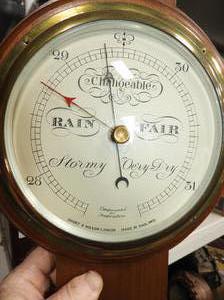 29 30
Changeable
RAIN FAIR
Stormy Very Dry
28 31
Compensated
for
Temperature
MADE IN ENGLAND